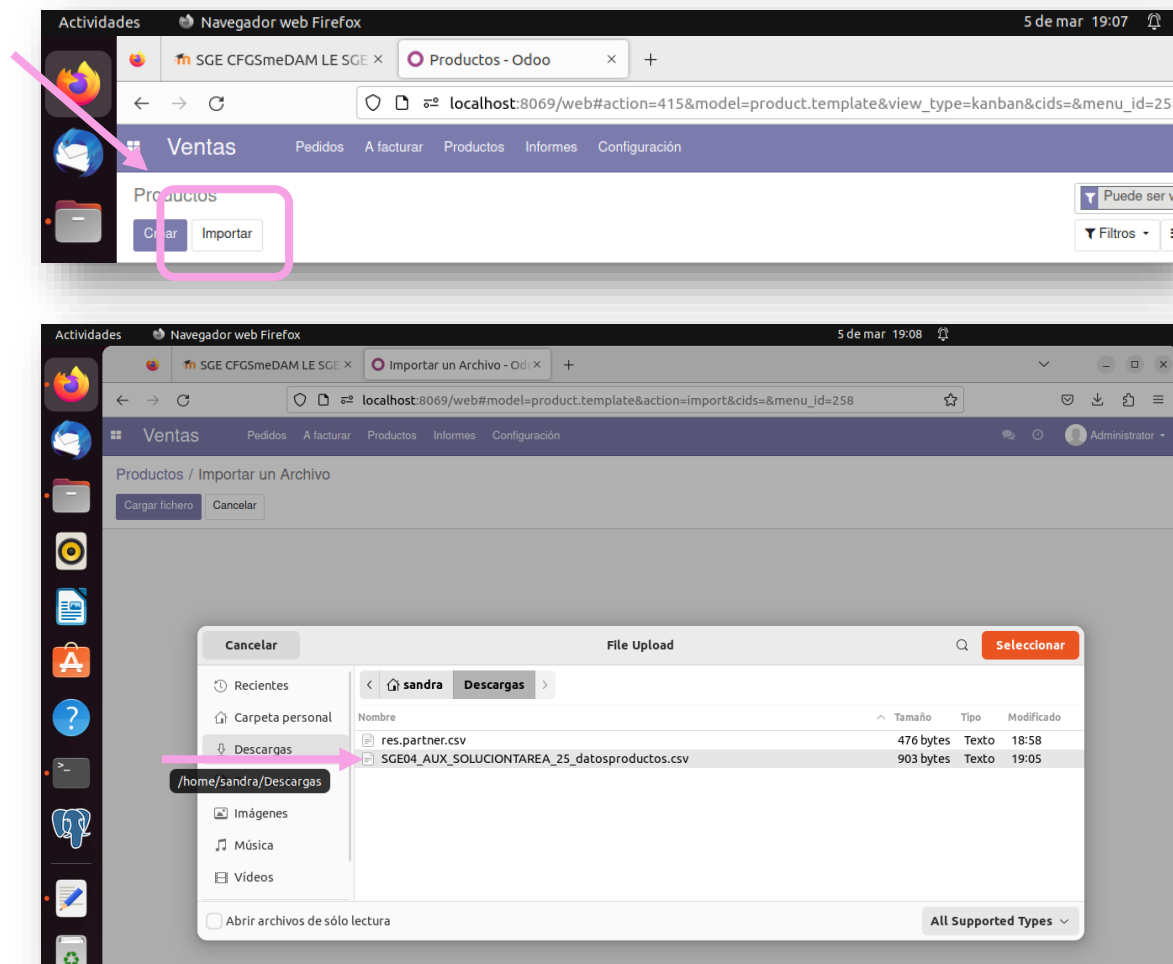 Actividades Navegador web Firefox 5 de mar 19:07
SGE CFGSmeDAM LE SGE × Productos - Odoo × +
localhost:8069/web#action=415&model=product.template&view_type=kanban&cids=&menu_id=25
Ventas Pedidos A facturar Productos Informes Configuración
Productos
Puede ser v
Crear Importar
Filtros
Actividades Navegador web Firefox 5 de mar 19:08
SGE CFGSmeDAM LE SGE × Importar un Archivo - Odo × +
localhost:8069/web#model=product.template&action=import&cids=&menu_id=258
Ventas Pedidos A facturar Productos Informes Configuración Administrator
Productos / Importar un Archivo
Cargar fichero Cancelar
Cancelar File Upload Seleccionar
Recientes
sandra Descargas
Carpeta personal
Nombre Tamaño Tipo Modificado
res.partner.csv 476 bytes Texto 18:58
Descargas
SGE04_AUX_SOLUCIONTAREA_25_datosproductos.csv 903 bytes Texto 19:05
/home/sandra/Descargas
Imágenes
Música
Vídeos
Abrir archivos de sólo lectura All Supported Types